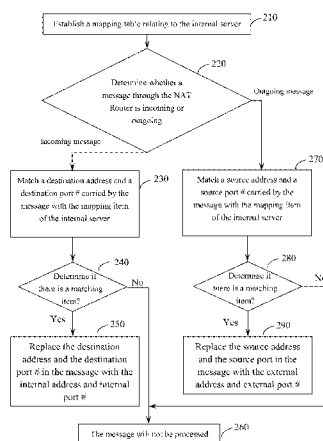 Establish a mapping table relating to the internal server
210
220
Determine whether a
message through the NAT
Router is incoming or
outgoing
Outgoing message
Incoming message
230
Match a destination address and a
destination port # carried by the
message with the mapping item
of the internal server
270
Match a source address and a
source port # carried by the
message with the mapping item
of the internal server
240
Determine if
there is a matching
item?
No
Yes
280
Determine if
there is a matching
item?
No
Yes
250
Replace the destination
address and the destination
port # in the message with the
internal address and internal
port #
290
Replace the source address
and the source port in the
message with the external
address and external port #
260
The message will not be processed